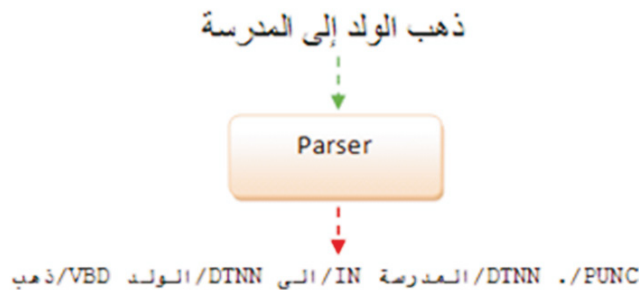 ذهب الولد إلى المدرسة
Parser
ذهب/VBD الولد/DTNN الى/IN المدرسة/DTNN ./PUNC